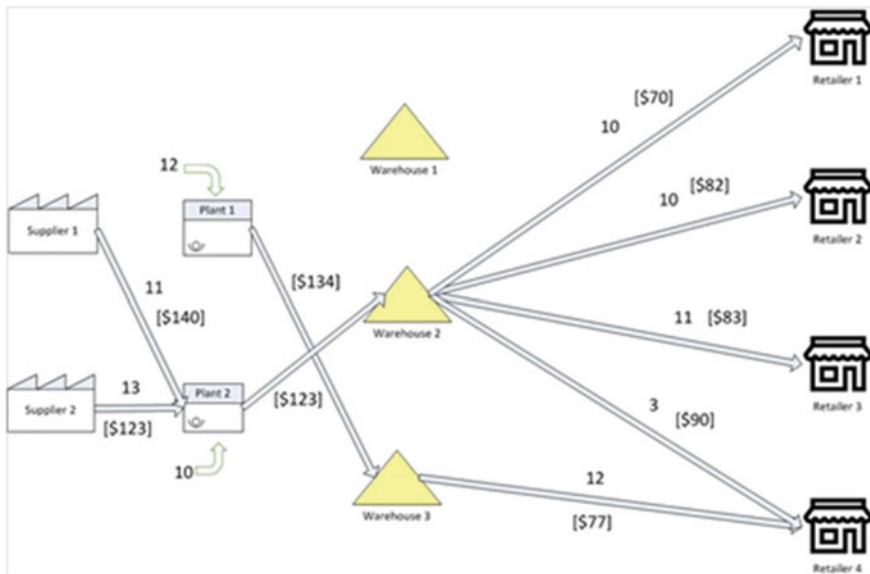 Retailer 1
[$70]
10
12
Warehouse 1
Plant 1
Supplier 1
[$82]
10
Retailer 2
[$134]
11
[$140]
Warehouse 2
11 [$83]
13
Supplier 2
[$123]
Plant 2
[$123]
3
[$90]
Retailer 3
10
12
Warehouse 3
[$77]
Retailer 4